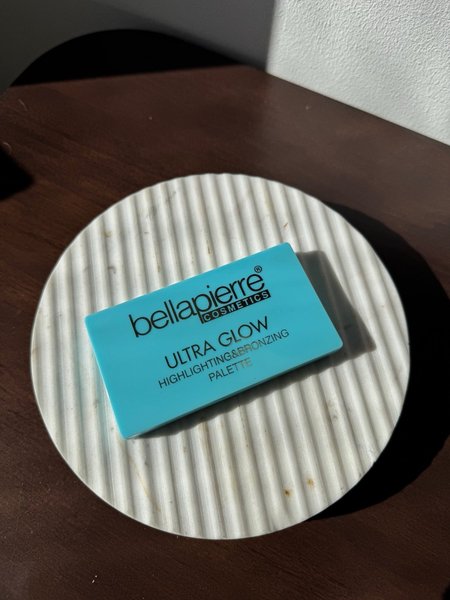 bellapierre®
COSMETICS
ULTRA GLOW
HIGHLIGHTING&BRONZING
PALETTE